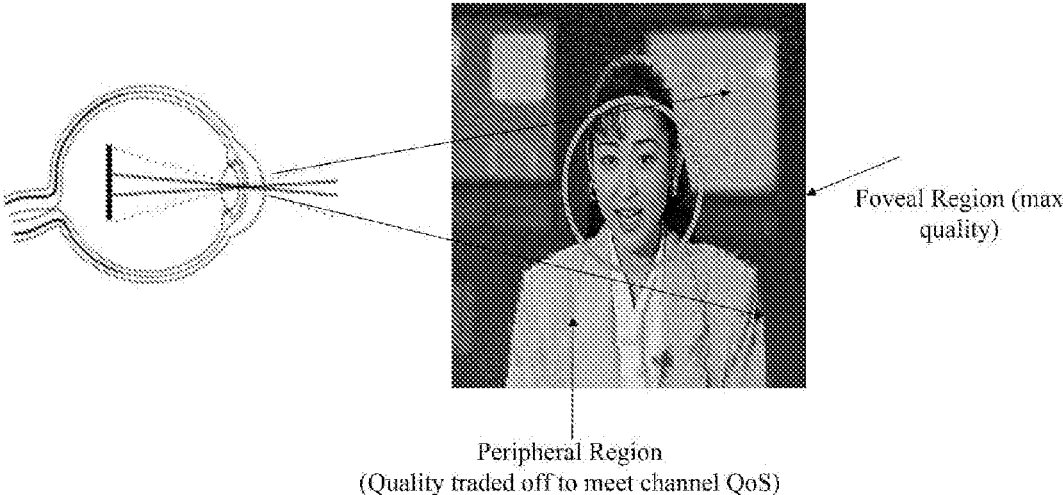 Foveal Region (max
quality)
Peripheral Region
(Quality traded off to meet channel QoS)